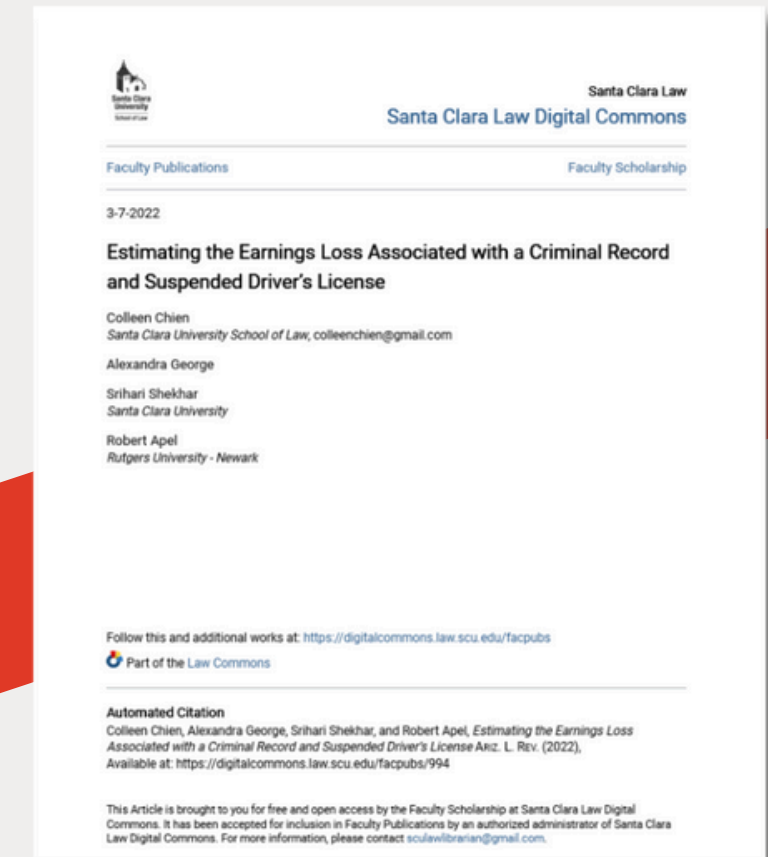 Santa Clara
University
School of Law
Santa Clara Law
Santa Clara Law Digital Commons
Faculty Publications
Faculty Scholarship
3-7-2022
Estimating the Earnings Loss Associated with a Criminal Record
and Suspended Driver's License
Colleen Chien
Santa Clara University School of Law, colleenchien@gmail.com
Alexandra George
Srihari Shekhar
Santa Clara University
Robert Apel
Rutgers University - Newark
Follow this and additional works at: https://digitalcommons.law.scu.edu/facpubs
Part of the Law Commons
Automated Citation
Colleen Chien, Alexandra George, Srihari Shekhar, and Robert Apel, Estimating the Earnings Loss
Associated with a Criminal Record and Suspended Driver's License ARIZ. L. REV. (2022),
Available at: https://digitalcommons.law.scu.edu/facpubs/994
This Article is brought to you for free and open access by the Faculty Scholarship at Santa Clara Law Digital
Commons. It has been accepted for inclusion in Faculty Publications by an authorized administrator of Santa Clara
Law Digital Commons. For more information, please contact sculawlibrarian@gmail.com.